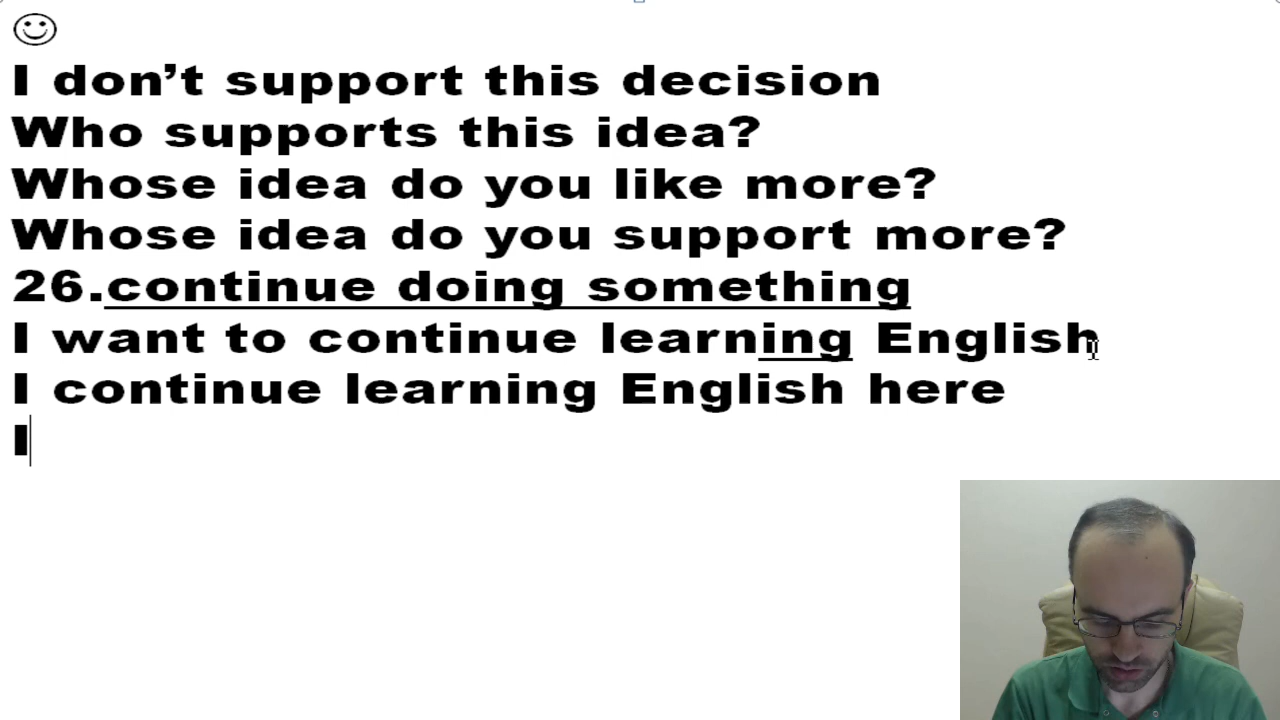 I don’t support this decision
Who supports this idea?
Whose idea do you like more?
Whose idea do you support more?
26.continue doing something
I want to continue learning English
I continue learning English here
I